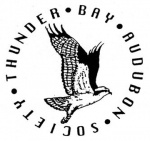 THUNDER • BAY • AUDUBON • SOCIETY •